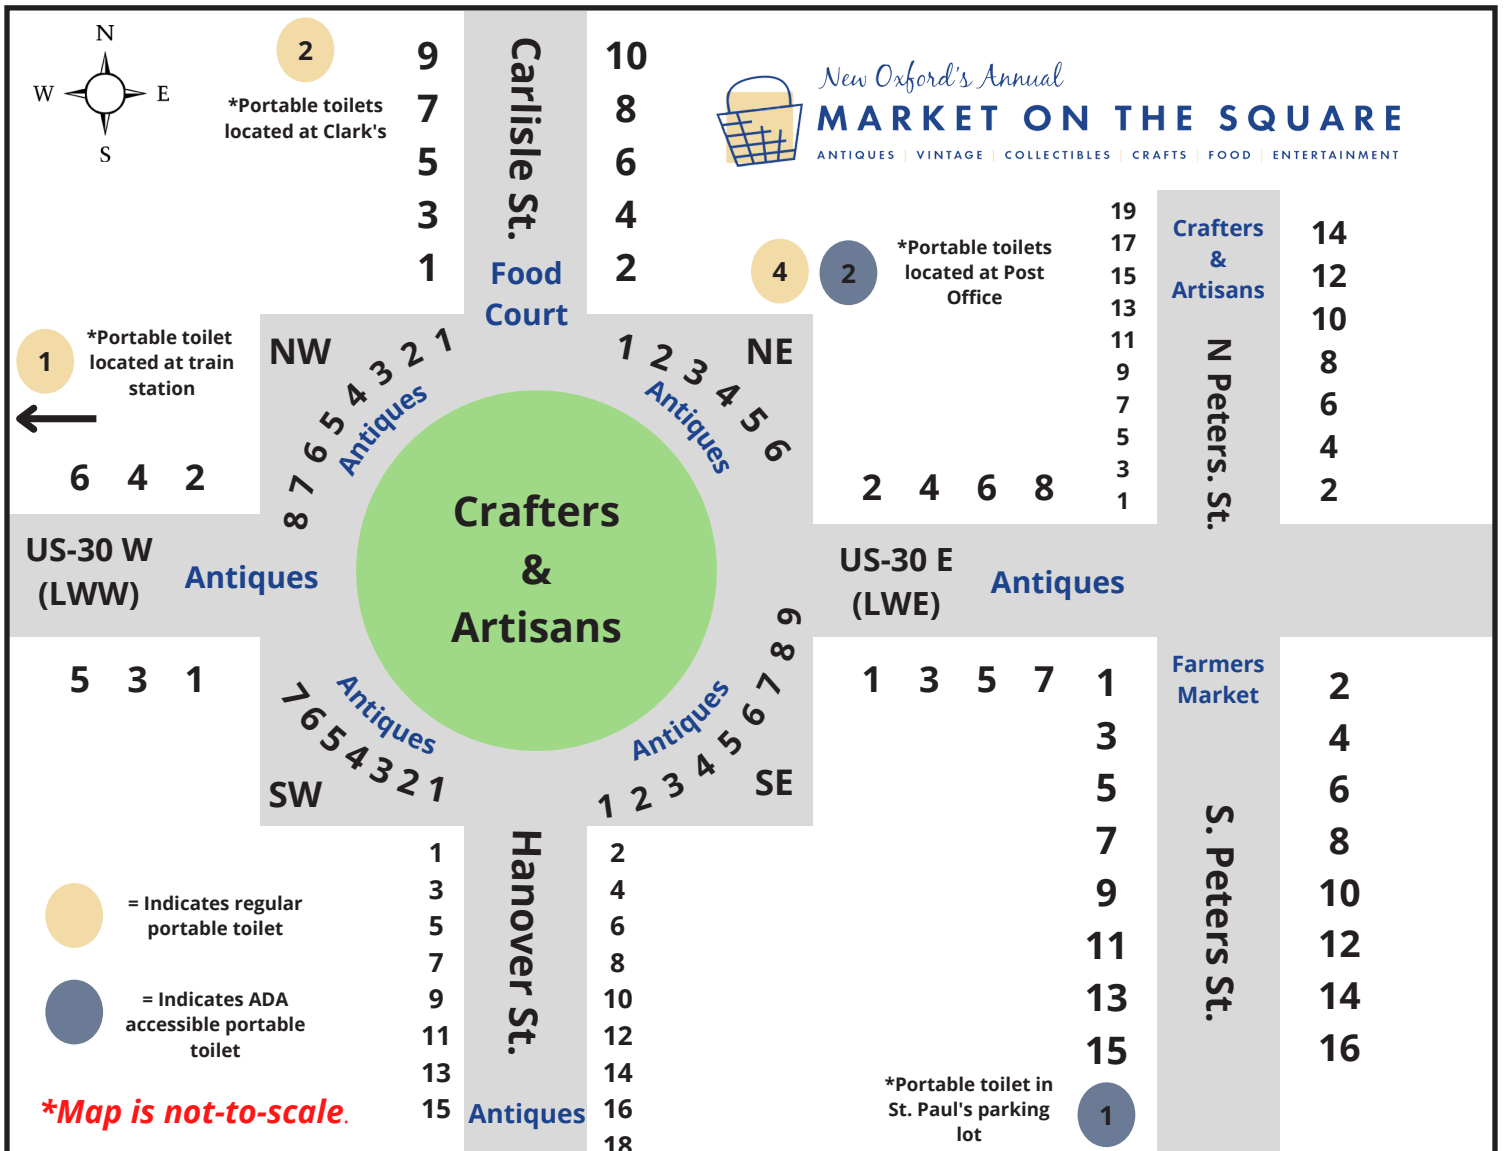 N
W
E
S
2
*Portable toilets
located at Clark's
9
7
5
3
1
Carlisle St.
Food
Court
10
8
6
4
2
New Oxford's Annual
MARKET ON THE SQUARE
ANTIQUES | VINTAGE | COLLECTIBLES | CRAFTS | FOOD | ENTERTAINMENT
4
2
*Portable toilets
located at Post
Office
19
17
15
13
11
9
7
5
3
1
Crafters
&
Artisans
N Peters. St.
14
12
10
8
6
4
2
1
*Portable toilet
located at train
station
6 4 2
NW
8 7 6 5 4 3 2 1
Antiques
1 2 3 4 5 6
NE
Antiques
2 4 6 8
US-30 W
(LWW)
Antiques
Crafters
&
Artisans
US-30 E
(LWE)
Antiques
5 3 1
7 6 5 4 3 2 1
Antiques
SW
1 2 3 4 5 6 7 8 9
Antiques
SE
1 3 5 7
1
3
5
7
9
11
13
15
Farmers
Market
S. Peters St.
2
4
6
8
10
12
14
16
1
3
5
7
9
11
13
15
Hanover St.
Antiques
2
4
6
8
10
12
14
16
18
= Indicates regular
portable toilet
= Indicates ADA
accessible portable
toilet
*Map is not-to-scale.
*Portable toilet in
St. Paul's parking
lot
1